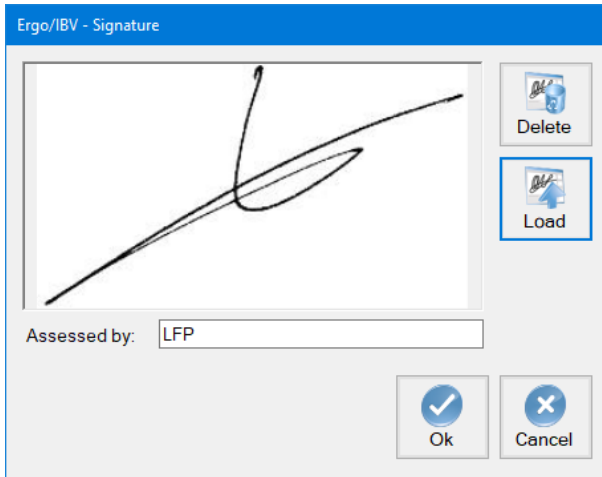 Ergo/IBV - Signature
Delete
Load
Assessed by: LFP
Ok Cancel